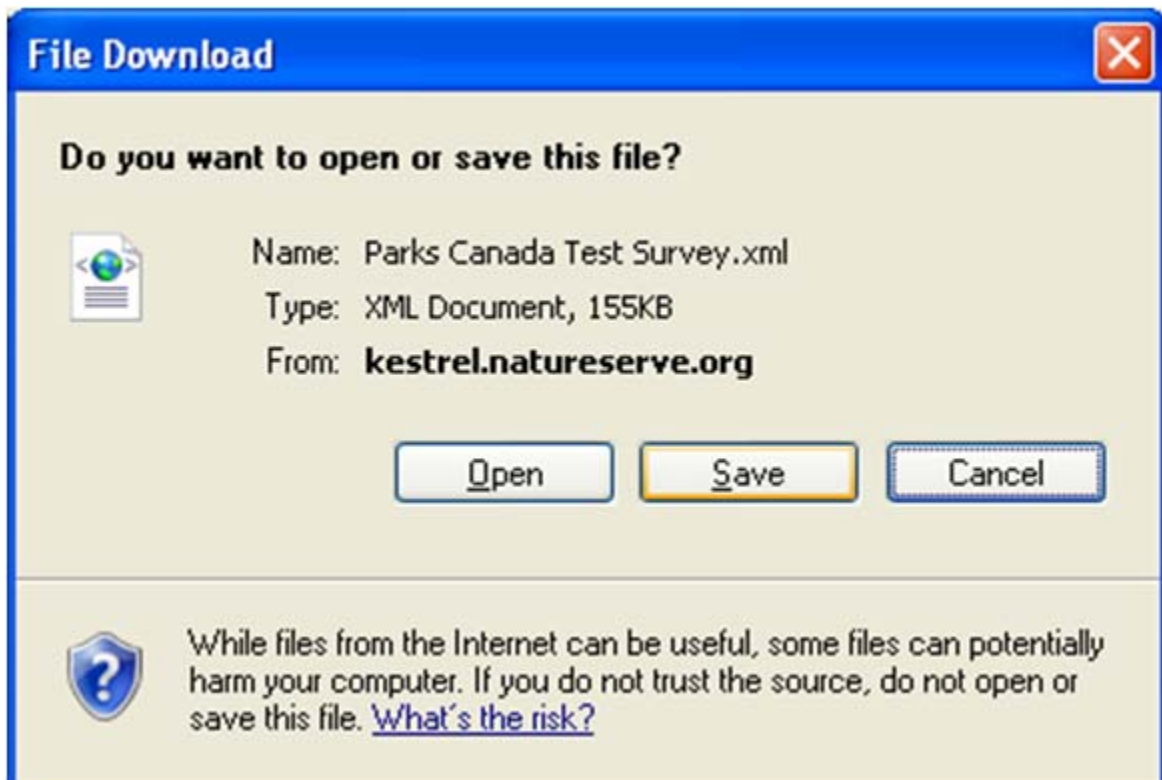 File Download
Do you want to open or save this file?
Name: Parks Canada Test Survey.xml
Type: XML Document, 155KB
From: kestrel.natureserve.org
Open Save Cancel
While files from the Internet can be useful, some files can potentially
harm your computer. If you do not trust the source, do not open or
save this file. What's the risk?